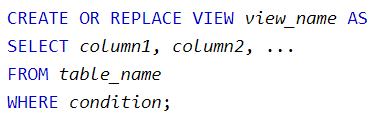 CREATE OR REPLACE VIEW view_name AS
SELECT column1, column2, ...
FROM table_name
WHERE condition;